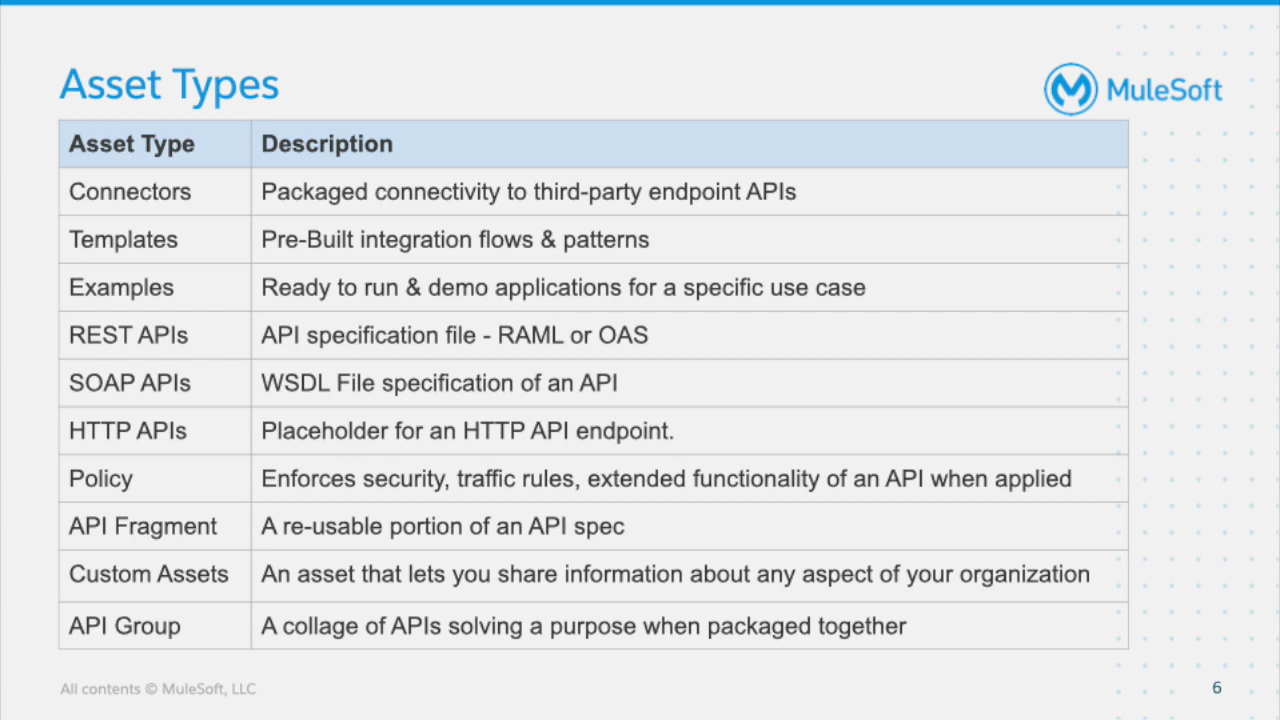 Asset Types
MuleSoft
Asset Type Description
Connectors Packaged connectivity to third-party endpoint APIs
Templates Pre-Built integration flows & patterns
Examples Ready to run & demo applications for a specific use case
REST APIs API specification file - RAML or OAS
SOAP APIs WSDL File specification of an API
HTTP APIs Placeholder for an HTTP API endpoint.
Policy Enforces security, traffic rules, extended functionality of an API when applied
API Fragment A re-usable portion of an API spec
Custom Assets An asset that lets you share information about any aspect of your organization
API Group A collage of APIs solving a purpose when packaged together
All contents © MuleSoft, LLC
6